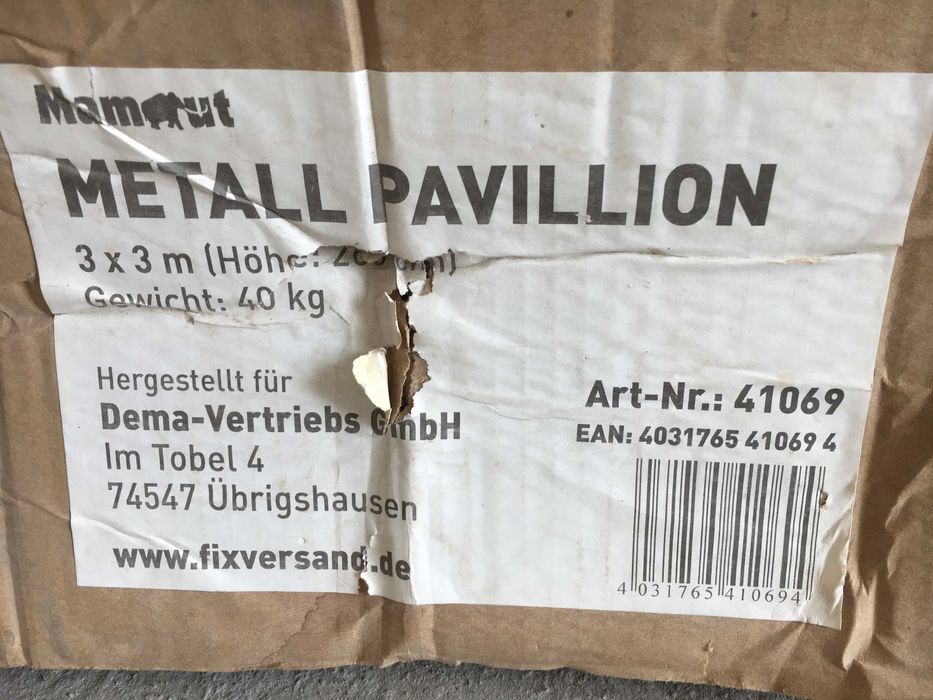 Mammut
METALL PAVILLION
3 x 3 m (Höhe: cm)
Gewicht: 40 kg
Hergestellt für
Dema-Vertriebs GmbH
Im Tobel 4
74547 Übrigshausen
www.fixversand.de
Art-Nr.: 41069
EAN: 4031765 41069 4
4 031765 410694